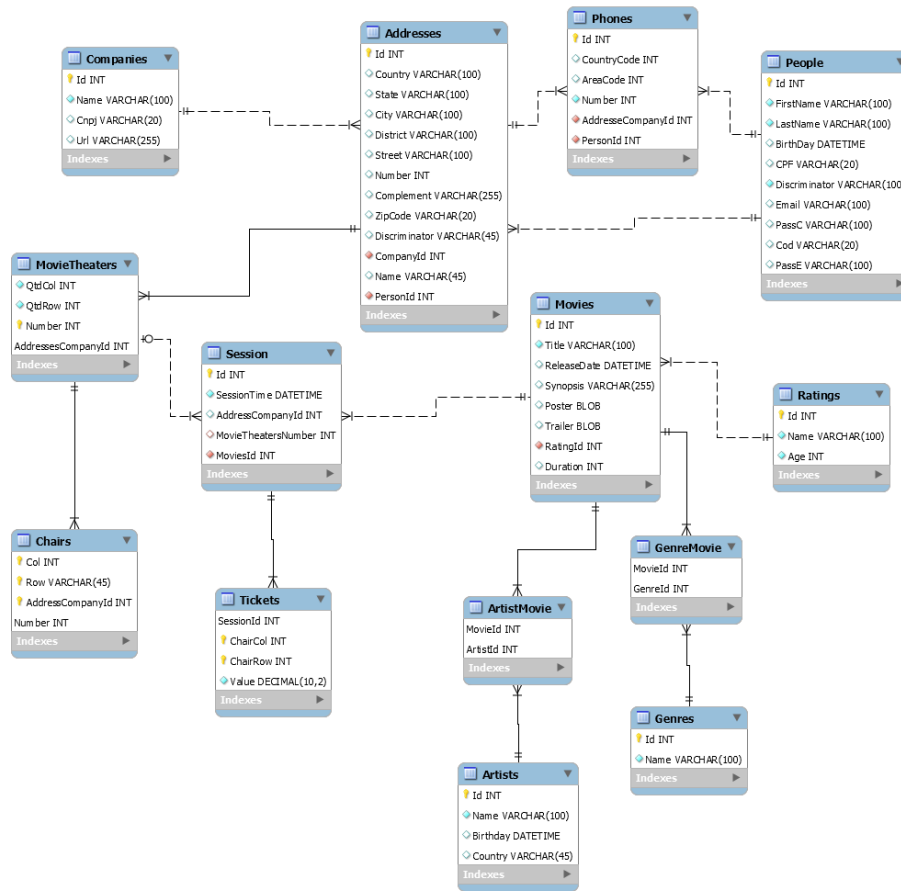 Companies
Id INT
Name VARCHAR(100)
Cnpj VARCHAR(20)
Url VARCHAR(255)
Indexes
Addresses
Id INT
Country VARCHAR(100)
State VARCHAR(100)
City VARCHAR(100)
District VARCHAR(100)
Street VARCHAR(100)
Number INT
Complement VARCHAR(255)
ZipCode VARCHAR(20)
Discriminator VARCHAR(45)
CompanyId INT
Name VARCHAR(45)
PersonId INT
Indexes
Phones
Id INT
CountryCode INT
AreaCode INT
Number INT
AddresseCompanyId INT
PersonId INT
Indexes
People
Id INT
FirstName VARCHAR(100)
LastName VARCHAR(100)
BirthDay DATETIME
CPF VARCHAR(20)
Discriminator VARCHAR(100
Email VARCHAR(100)
PassC VARCHAR(100)
Cod VARCHAR(20)
PassE VARCHAR(100)
Indexes
MovieTheaters
QtdCol INT
QtdRow INT
Number INT
AddressesCompanyId INT
Indexes
Session
Id INT
SessionTime DATETIME
AddressCompanyId INT
MovieTheatersNumber INT
MoviesId INT
Indexes
Movies
Id INT
Title VARCHAR(100)
ReleaseDate DATETIME
Synopsis VARCHAR(255)
Poster BLOB
Trailer BLOB
RatingId INT
Duration INT
Indexes
Ratings
Id INT
Name VARCHAR(100)
Age INT
Indexes
Chairs
Col INT
Row VARCHAR(45)
AddressCompanyId INT
Number INT
Indexes
Tickets
SessionId INT
ChairCol INT
ChairRow INT
Value DECIMAL(10,2)
Indexes
ArtistMovie
MovieId INT
ArtistId INT
Indexes
GenreMovie
MovieId INT
GenreId INT
Indexes
Genres
Id INT
Name VARCHAR(100)
Indexes
Artists
Id INT
Name VARCHAR(100)
Birthday DATETIME
Country VARCHAR(45)
Indexes